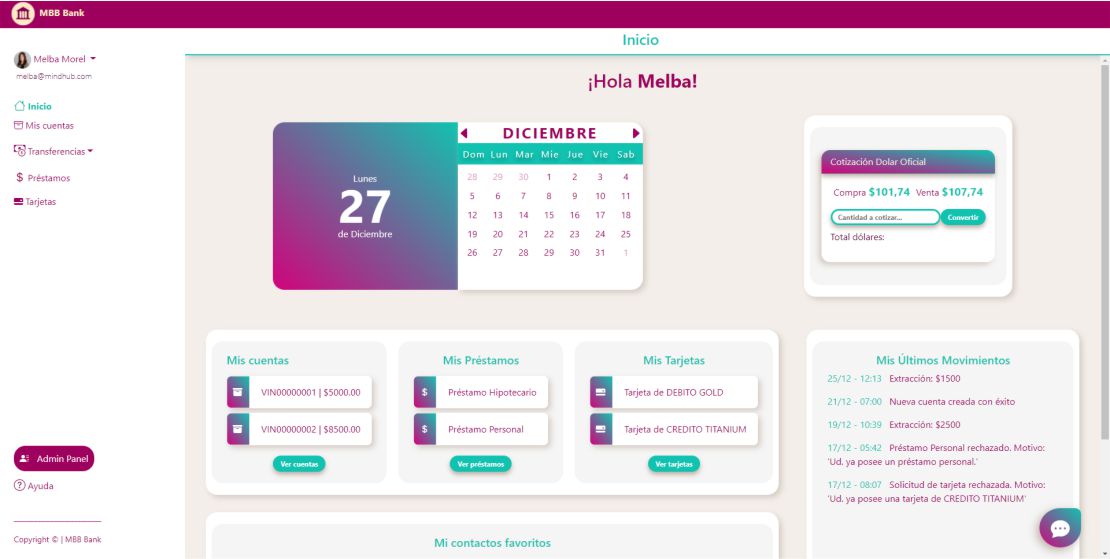 MBB Bank
Melba Morel
melba@mindhub.com
Inicio
Mis cuentas
Transferencias
$ Préstamos
Tarjetas
Admin Panel
Ayuda
Copyright © | MBB Bank
Inicio
¡Hola Melba!
Lunes
27
de Diciembre
DICIEMBRE
Dom Lun Mar Mie Jue Vie Sab
28 29 30 1 2 3 4
5 6 7 8 9 10 11
12 13 14 15 16 17 18
19 20 21 22 23 24 25
26 27 28 29 30 31 1
Cotización Dolar Oficial
Compra $101,74 Venta $107,74
Cantidad a cotizar... Convertir
Total dólares:
Mis cuentas
VIN00000001 | $5000.00
VIN00000002 | $8500.00
Ver cuentas
Mis Préstamos
$ Préstamo Hipotecario
$ Préstamo Personal
Ver préstamos
Mis Tarjetas
Tarjeta de DEBITO GOLD
Tarjeta de CREDITO TITANIUM
Ver tarjetas
Mis Últimos Movimientos
25/12 - 12:13 Extracción: $1500
21/12 - 07:00 Nueva cuenta creada con éxito
19/12 - 10:39 Extracción: $2500
17/12 - 05:42 Préstamo Personal rechazado. Motivo:
'Ud. ya posee un préstamo personal.'
17/12 - 08:07 Solicitud de tarjeta rechazada. Motivo:
'Ud. ya posee una tarjeta de CREDITO TITANIUM'
Mi contactos favoritos